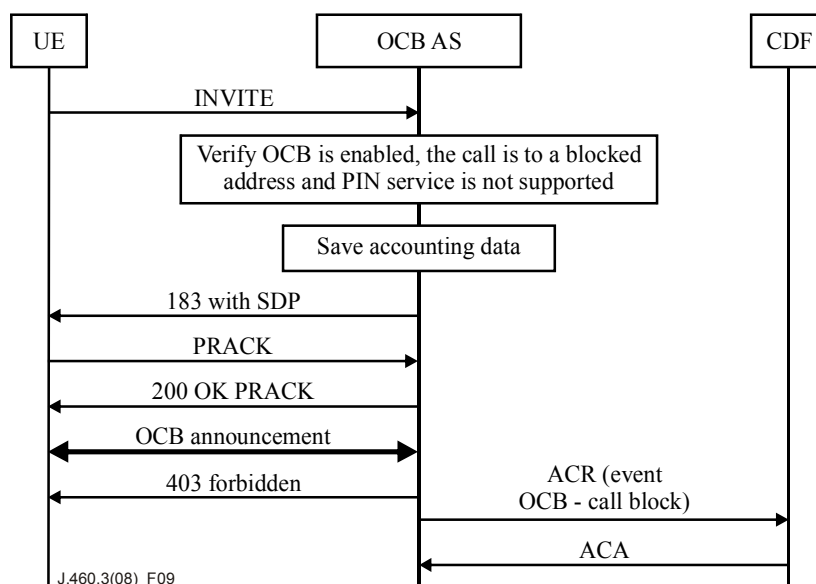 UE
OCB AS
CDF
INVITE
Verify OCB is enabled, the call is to a blocked
address and PIN service is not supported
Save accounting data
183 with SDP
PRACK
200 OK PRACK
OCB announcement
403 forbidden
ACR (event
OCB - call block)
ACA
J.460.3(08)_F09